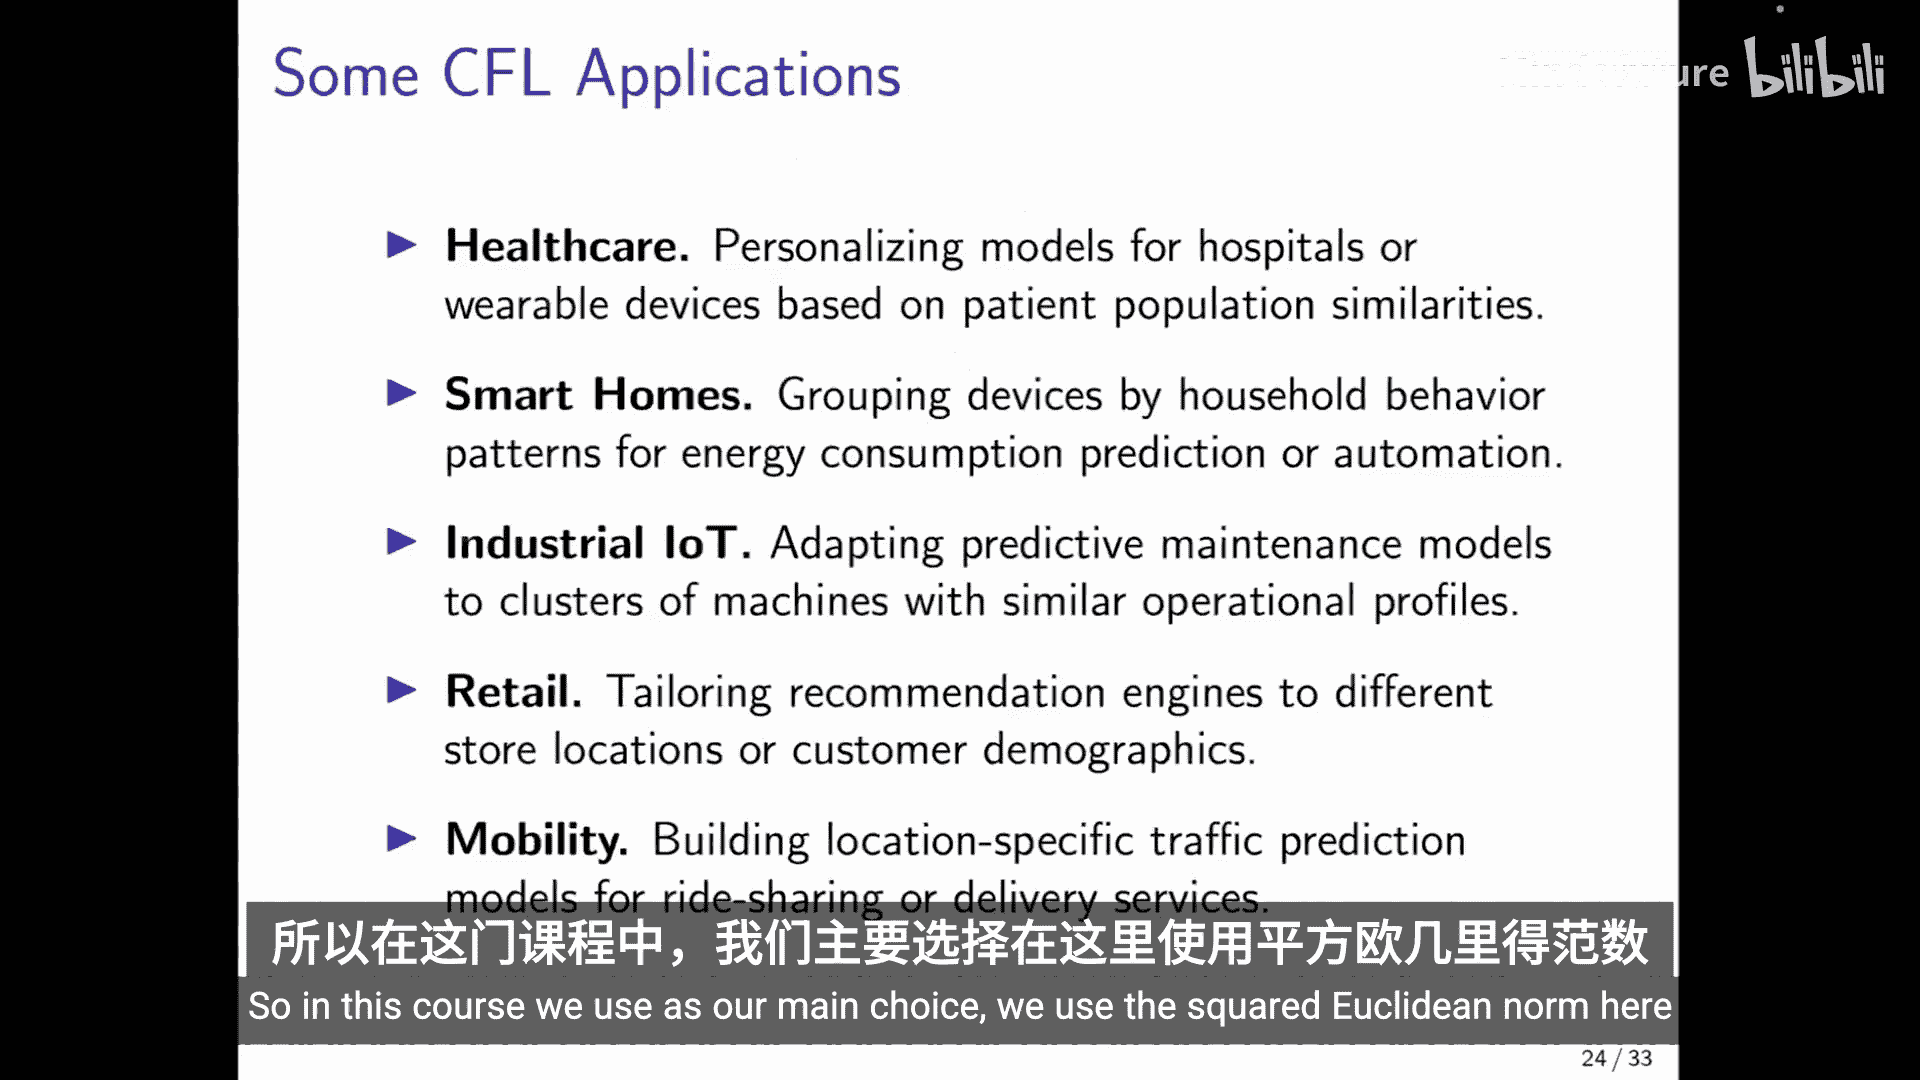 Some CFL Applications
bilibili
Healthcare. Personalizing models for hospitals or
wearable devices based on patient population similarities.
Smart Homes. Grouping devices by household behavior
patterns for energy consumption prediction or automation.
Industrial IoT. Adapting predictive maintenance models
to clusters of machines with similar operational profiles.
Retail. Tailoring recommendation engines to different
store locations or customer demographics.
Mobility. Building location-specific traffic prediction
models for ride-sharing or delivery services.
所以在这门课程中，我们主要选择在这里使用平方欧几里得范数
So in this course we use as our main choice, we use the squared Euclidean norm here
24 / 33